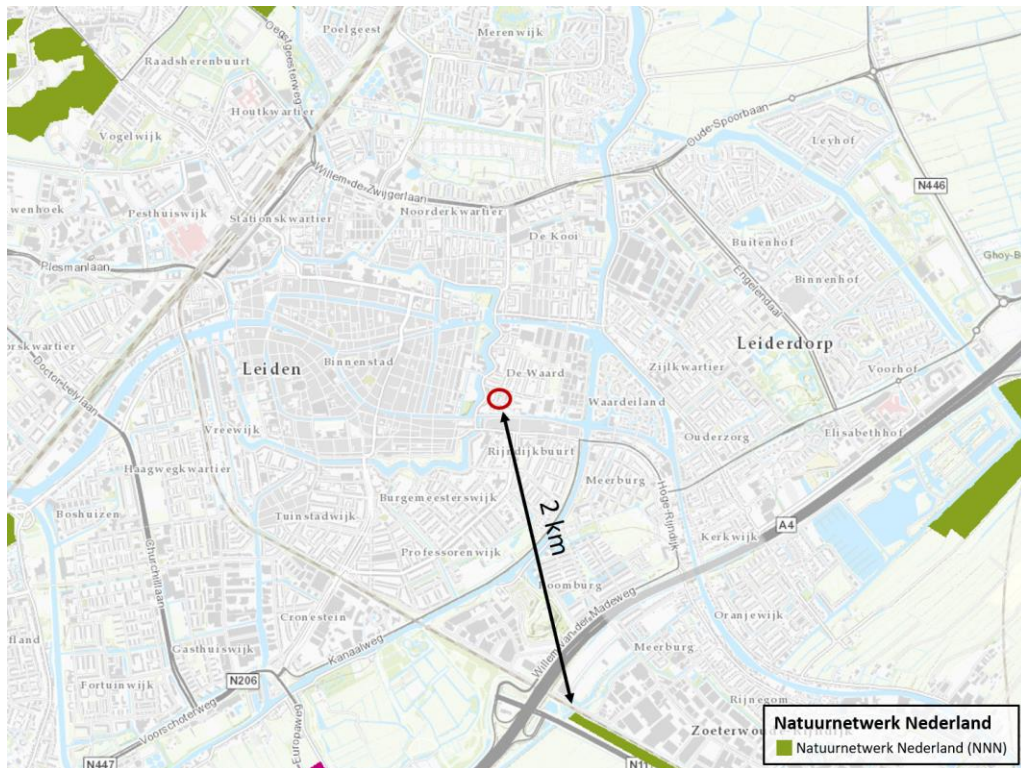 Poelgeest
Merenwijk
Oegstgeesterweg
Raadsherenbuurt
Houtkwartier
Vogelwijk
Oude-Spoorbaan
Leyhof
Willem-de-Zwijgerlaan
N446
Pesthuiswijk
Stationskwartier
Noorderkwartier
De Kooi
Buitenhof
Plesmanlaan
Engelendaal
Binnenhof
Leiderdorp
Binnenstad
Leiden
De Waard
Zijlkwartier
Voorhof
Doctor-Lelylaan
Waardeiland
Vreewijk
Ouderzorg
Elisabethhof
Rijndijkbuurt
Haagwegkwartier
Meerburg
Hoge-Rijndijk
Burgemeesterswijk
Boshuizen
Tuinstadwijk
2 km
A4
Kerkwijk
Professorenwijk
Churchilllaan
Roomburg
Willem-van-der-Madeweg
Cronestein
Oranjewijk
Gasthuiswijk
Kanaalweg
Meerburg
Fortuinwijk
N206
Rijnegom
Voorschoterweg
Europaweg
N447
Natuurnetwerk Nederland
Natuurnetwerk Nederland (NNN)